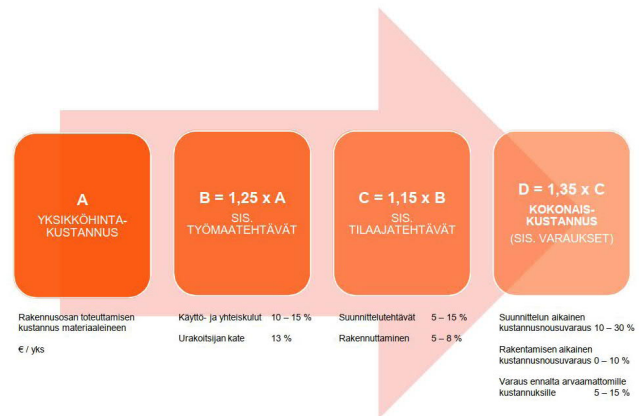 A
YKSIKKÖHINTA-
KUSTANNUS
B = 1,25 x A
SIS.
TYÖMAATEHTÄVÄT
C = 1,15 x B
SIS.
TILAAJATEHTÄVÄT
D = 1,35 x C
KOKONAIS-
KUSTANNUS
(SIS. VARAUKSET)
Rakennusosan toteuttamisen
kustannus materiaaleineen
€ / yks
Käyttö- ja yhteiskulut 10 – 15 %
Urakoitsijan kate 13 %
Suunnittelutehtävät 5 – 15 %
Rakennuttaminen 5 – 8 %
Suunnittelun aikainen
kustannusnousuvaraus 10 – 30 %
Rakentamisen aikainen
kustannusnousuvaraus 0 – 10 %
Varaus ennalta arvaamattomille
kustannuksille 5 – 15 %